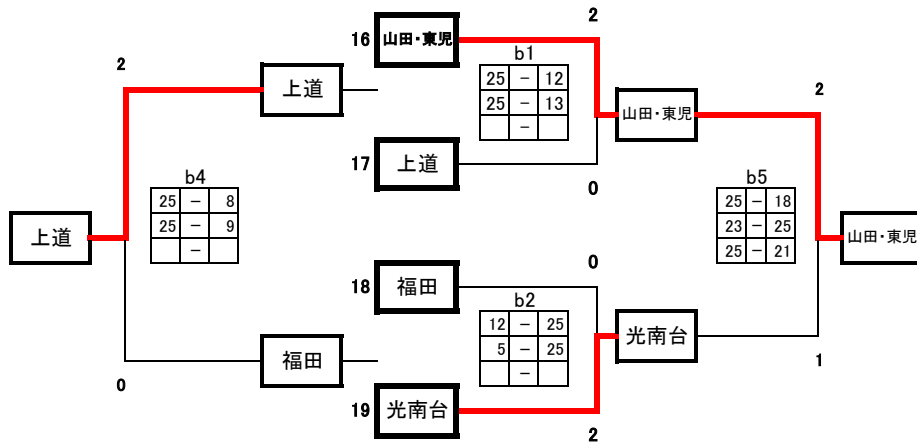 2
16 山田・東児
2
b1
上道
25 － 12
25 － 13
－
山田・東児
2
17 上道
0
b4
25 － 8
25 － 9
－
b5
25 － 18
23 － 25
25 － 21
上道
山田・東児
0
18 福田
b2
12 － 25
5 － 25
－
光南台
福田
1
0
19 光南台
2